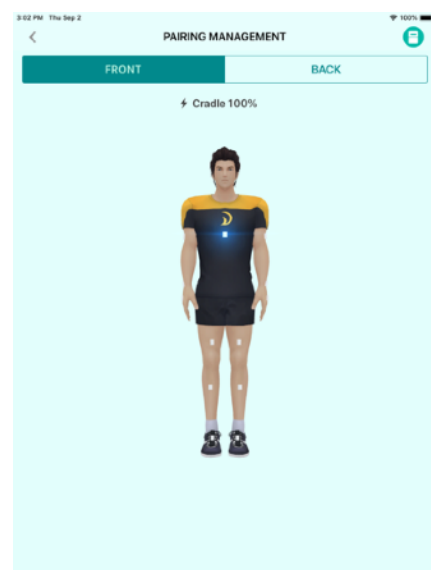 3:02 PM Thu Sep 2
100%
PAIRING MANAGEMENT
FRONT
BACK
Cradle 100%